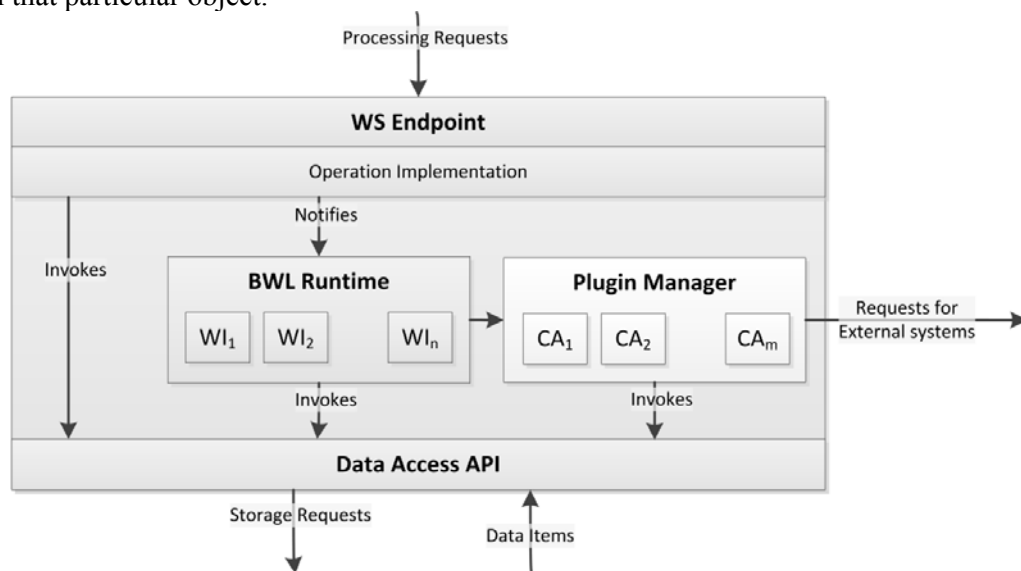 that particular object.
Processing Requests
WS Endpoint
Operation Implementation
Notifies
Invokes
BWL Runtime
Plugin Manager
WI₁ WI₂ WIₙ
CA₁ CA₂ CAₘ
Requests for
External systems
Invokes
Invokes
Data Access API
Storage Requests
Data Items